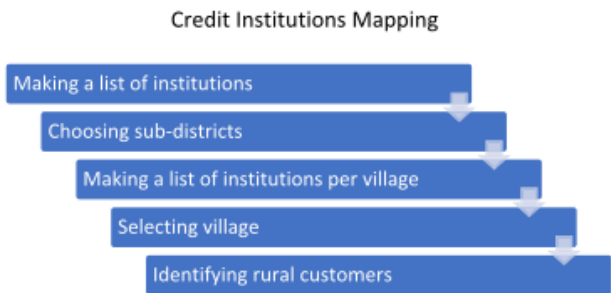 Credit Institutions Mapping
Making a list of institutions
Choosing sub-districts
Making a list of institutions per village
Selecting village
Identifying rural customers